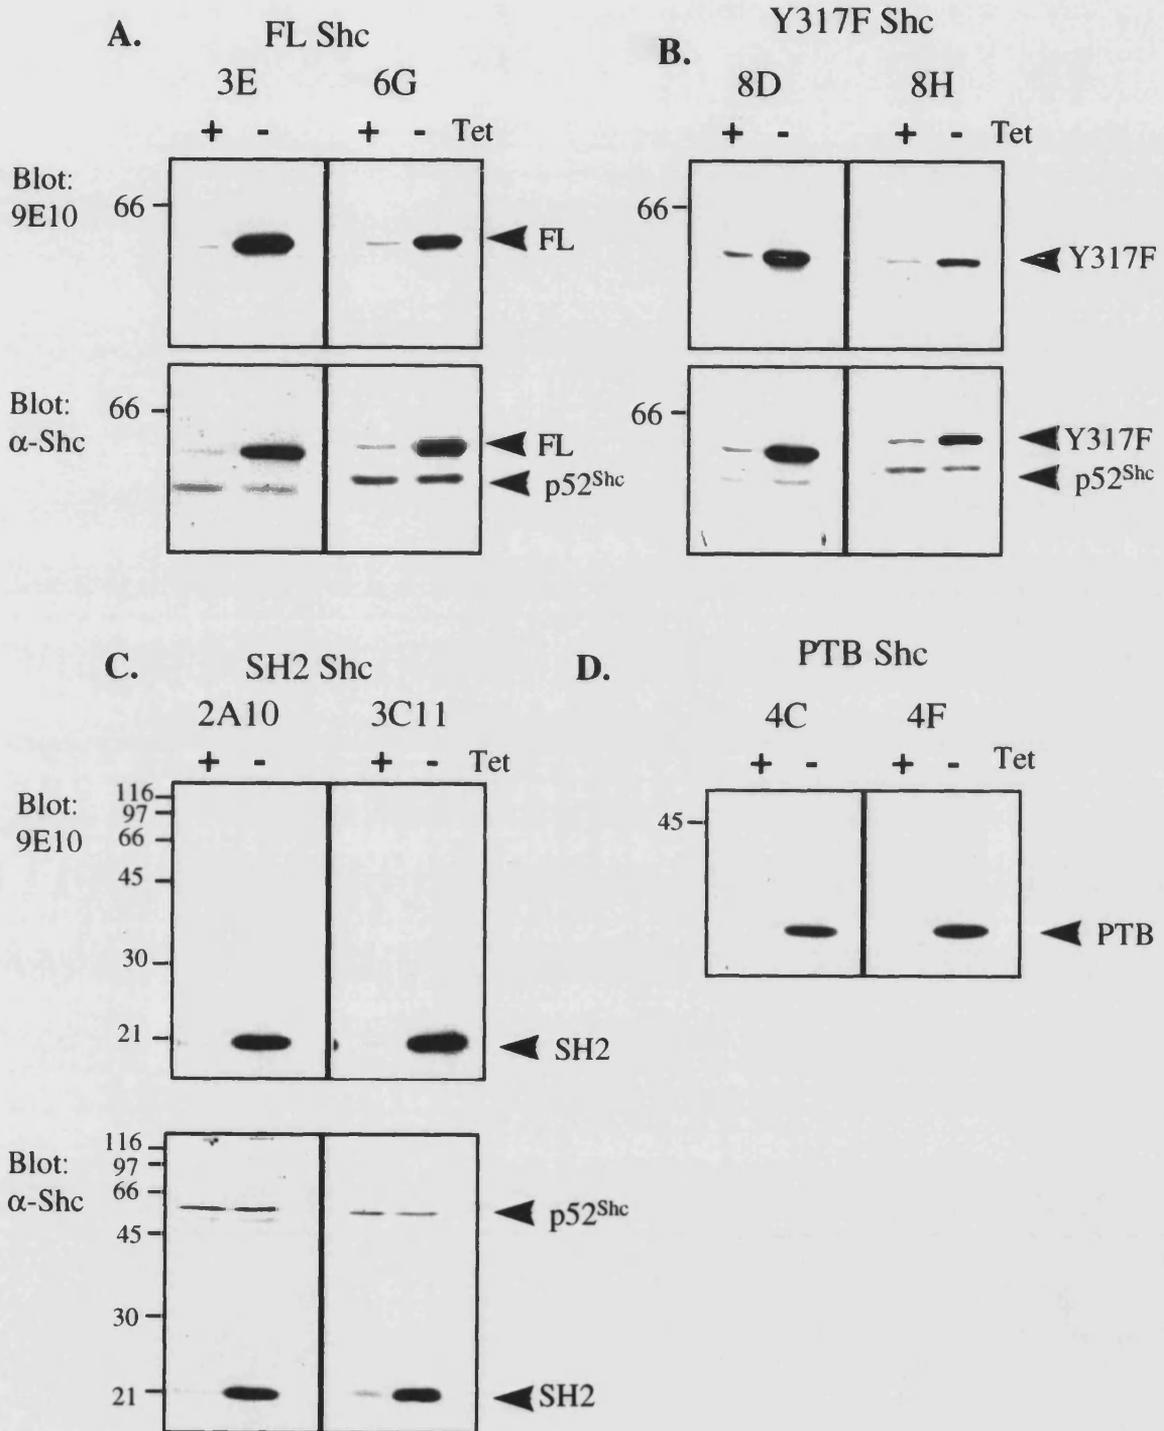 A. FL Shc
3E 6G
+ - + - Tet
Blot:
9E10
66
FL
Blot:
α-Shc
66
FL
p52Shc
B. Y317F Shc
8D 8H
+ - + - Tet
66
Y317F
66
Y317F
p52Shc
C. SH2 Shc
2A10 3C11
+ - + - Tet
Blot:
9E10
116
97
66
45
30
21
SH2
Blot:
α-Shc
116
97
66
45
30
21
p52Shc
SH2
D. PTB Shc
4C 4F
+ - + - Tet
45
PTB